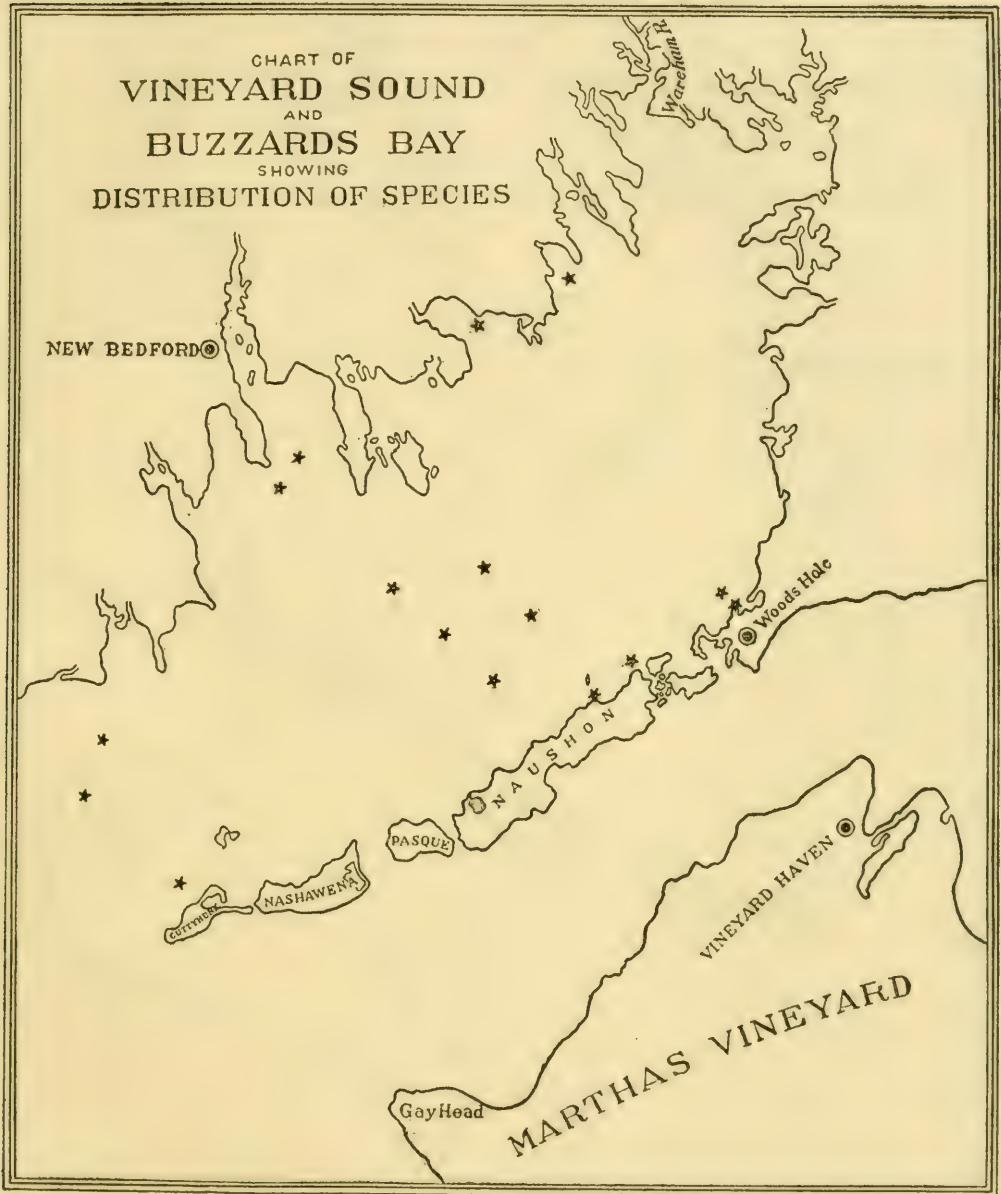 CHART OF
VINEYARD SOUND
AND
BUZZARDS BAY
SHOWING
DISTRIBUTION OF SPECIES
Wareham R.
NEW BEDFORD
Woods Hole
NAUSHON
PASQUE
NASHAWENA
CUTTYHUNK
VINEYARD HAVEN
MARTHAS VINEYARD
Gay Head